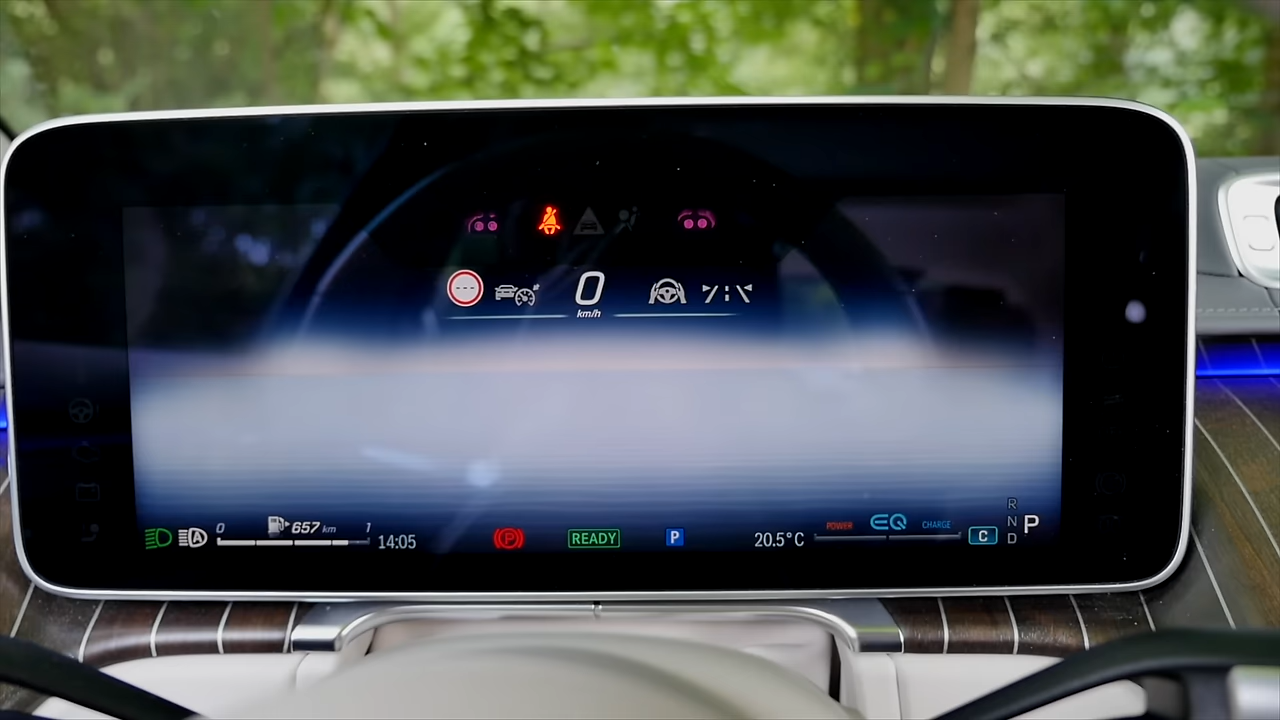 0
km/h
0 657 km 1
14:05
P
READY
P
20.5°C
POWER EQ CHARGE
C
R
N P
D
A